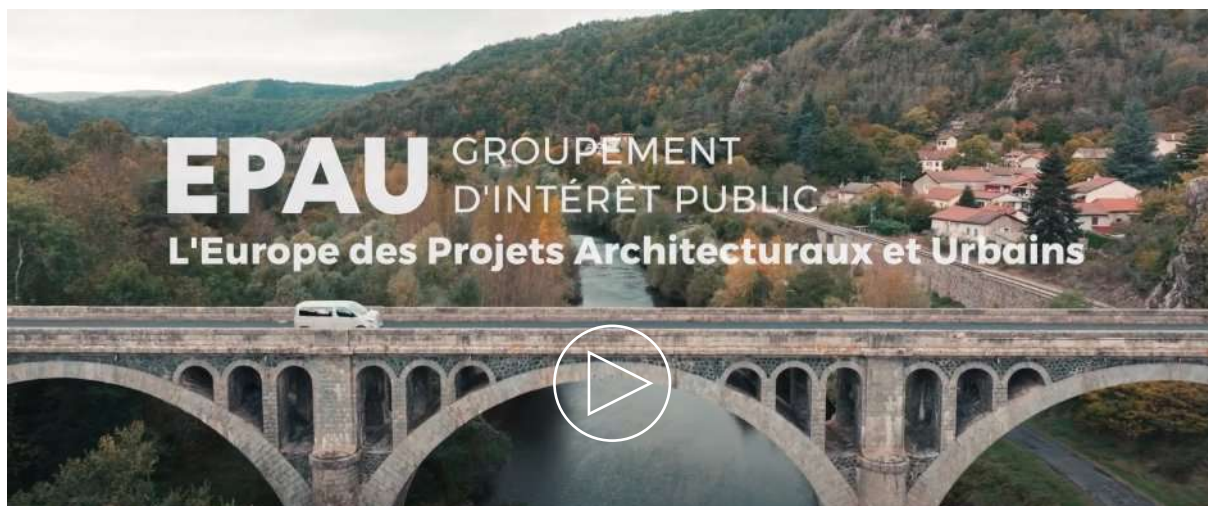 EPAU
GROUPEMENT
D'INTÉRÊT PUBLIC
L'Europe des Projets Architecturaux et Urbains